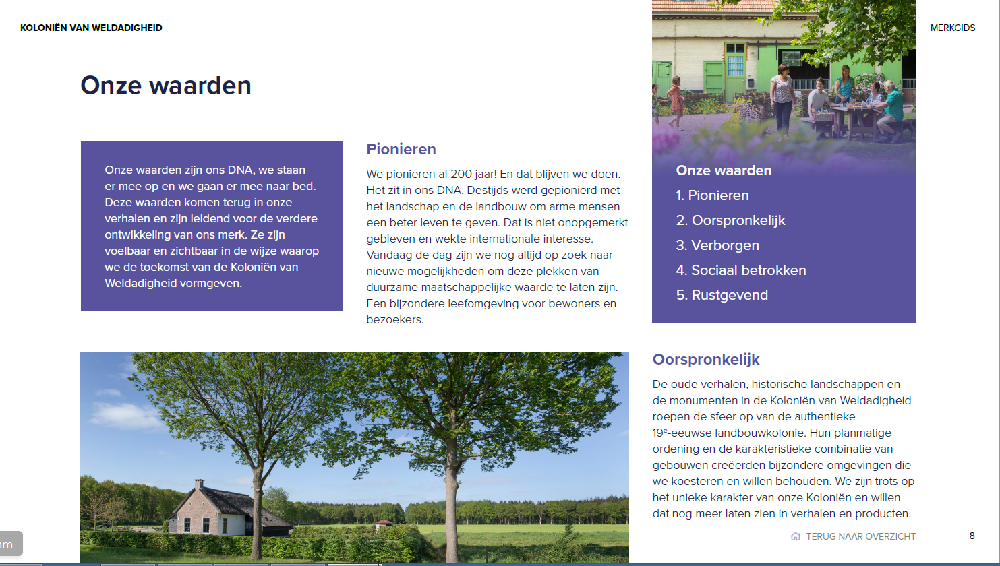 KOLONIËN VAN WELDADIGHEID
MERKGIDS
Onze waarden
Onze waarden zijn ons DNA, we staan
er mee op en we gaan er mee naar bed.
Deze waarden komen terug in onze
verhalen en zijn leidend voor de verdere
ontwikkeling van ons merk. Ze zijn
voelbaar en zichtbaar in de wijze waarop
we de toekomst van de Koloniën van
Weldadigheid vormgeven.
Pionieren
We pionieren al 200 jaar! En dat blijven we doen.
Het zit in ons DNA. Destijds werd gepionierd met
het landschap en de landbouw om arme mensen
een beter leven te geven. Dat is niet onopgemerkt
gebleven en wekte internationale interesse.
Vandaag de dag zijn we nog altijd op zoek naar
nieuwe mogelijkheden om deze plekken van
duurzame maatschappelijke waarde te laten zijn.
Een bijzondere leefomgeving voor bewoners en
bezoekers.
Onze waarden
1. Pionieren
2. Oorspronkelijk
3. Verborgen
4. Sociaal betrokken
5. Rustgevend
Oorspronkelijk
De oude verhalen, historische landschappen en
de monumenten in de Koloniën van Weldadigheid
roepen de sfeer op van de authentieke
19e-eeuwse landbouwkolonie. Hun planmatige
ordening en de karakteristieke combinatie van
gebouwen creëerden bijzondere omgevingen die
we koesteren en willen behouden. We zijn trots op
het unieke karakter van onze Koloniën en willen
dat nog meer laten zien in verhalen en producten.
TERUG NAAR OVERZICHT
8